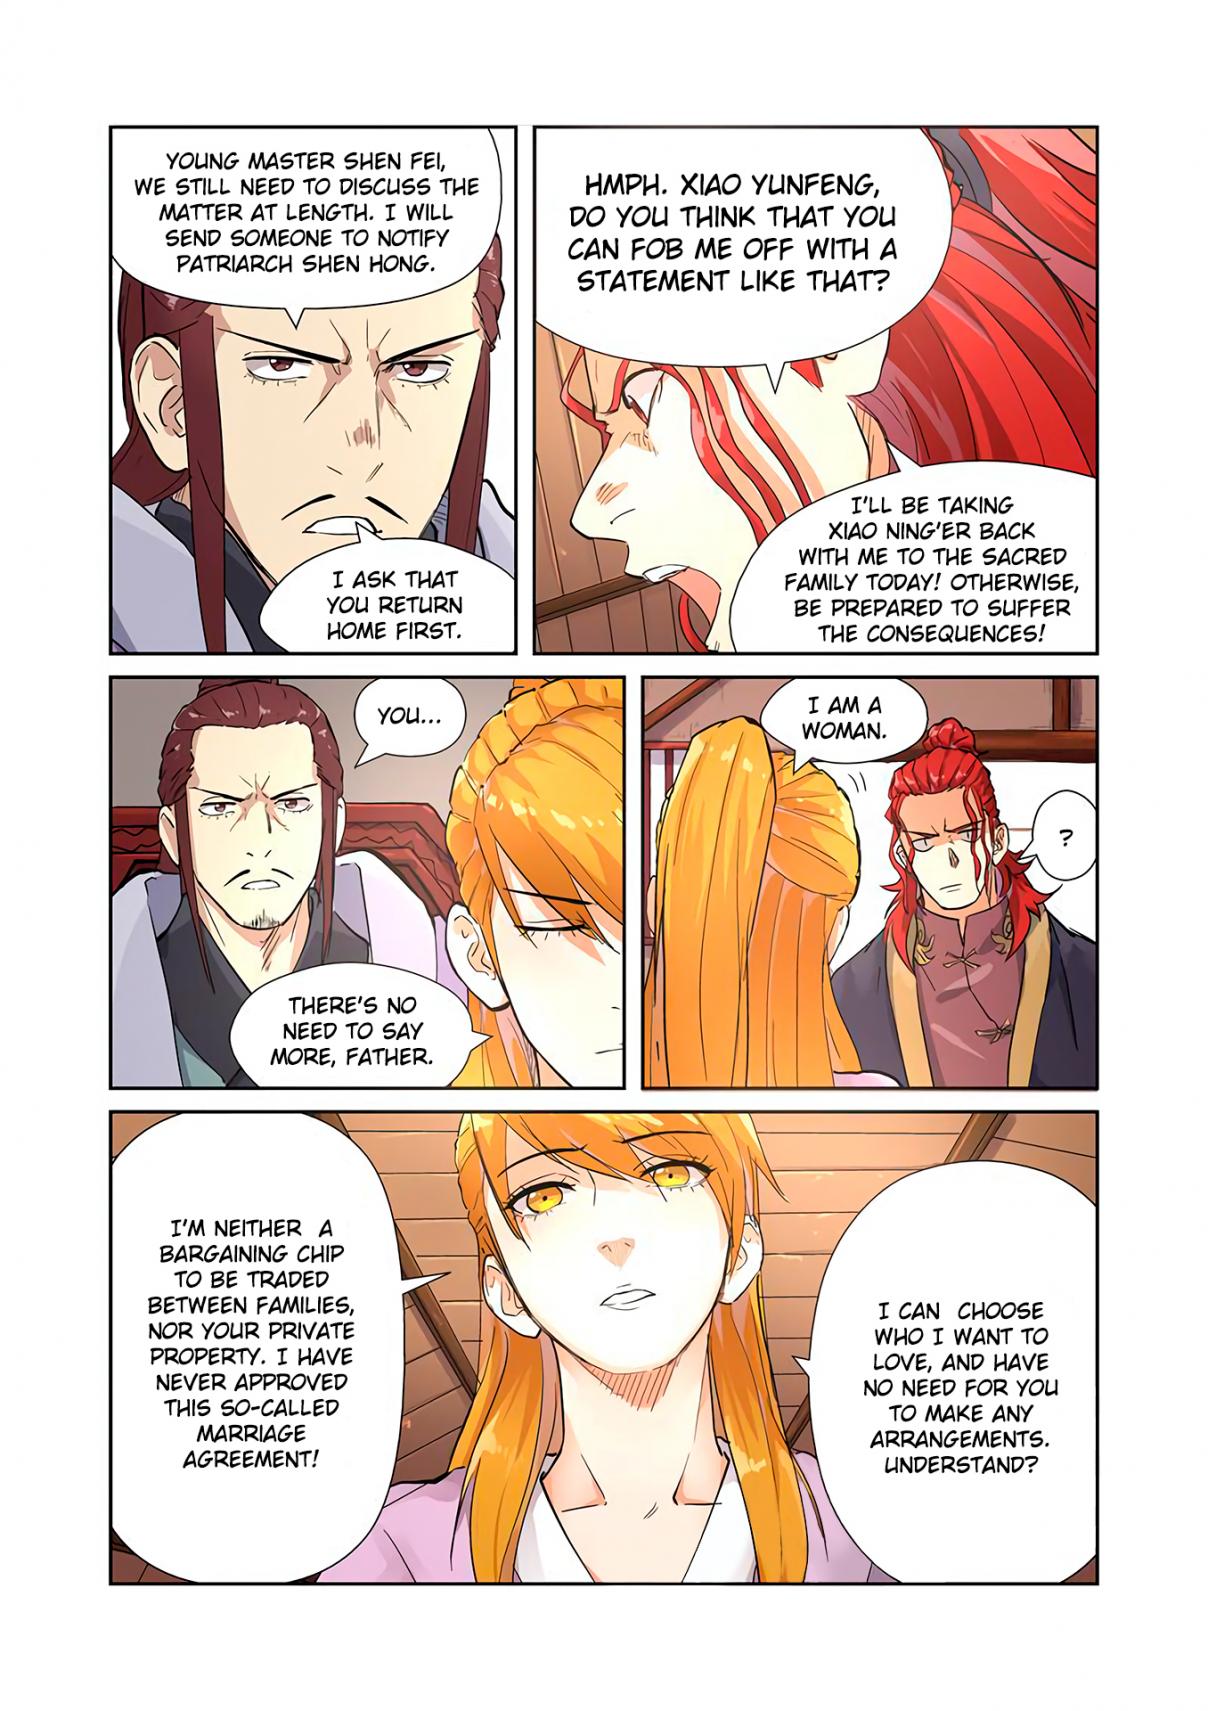 YOUNG MASTER SHEN FEI,
WE STILL NEED TO DISCUSS THE
MATTER AT LENGTH. I WILL
SEND SOMEONE TO NOTIFY
PATRIARCH SHEN HONG.
I ASK THAT
YOU RETURN
HOME FIRST.
HMPH. XIAO YUNFENG,
DO YOU THINK THAT YOU
CAN FOB ME OFF WITH A
STATEMENT LIKE THAT?
I'LL BE TAKING
XIAO NING'ER BACK
WITH ME TO THE SACRED
FAMILY TODAY! OTHERWISE,
BE PREPARED TO SUFFER
THE CONSEQUENCES!
YOU...
THERE'S NO
NEED TO SAY
MORE, FATHER.
I AM A
WOMAN.
?
I'M NEITHER A
BARGAINING CHIP
TO BE TRADED
BETWEEN FAMILIES,
NOR YOUR PRIVATE
PROPERTY. I HAVE
NEVER APPROVED
THIS SO-CALLED
MARRIAGE
AGREEMENT!
I CAN CHOOSE
WHO I WANT TO
LOVE, AND HAVE
NO NEED FOR YOU
TO MAKE ANY
ARRANGEMENTS.
UNDERSTAND?